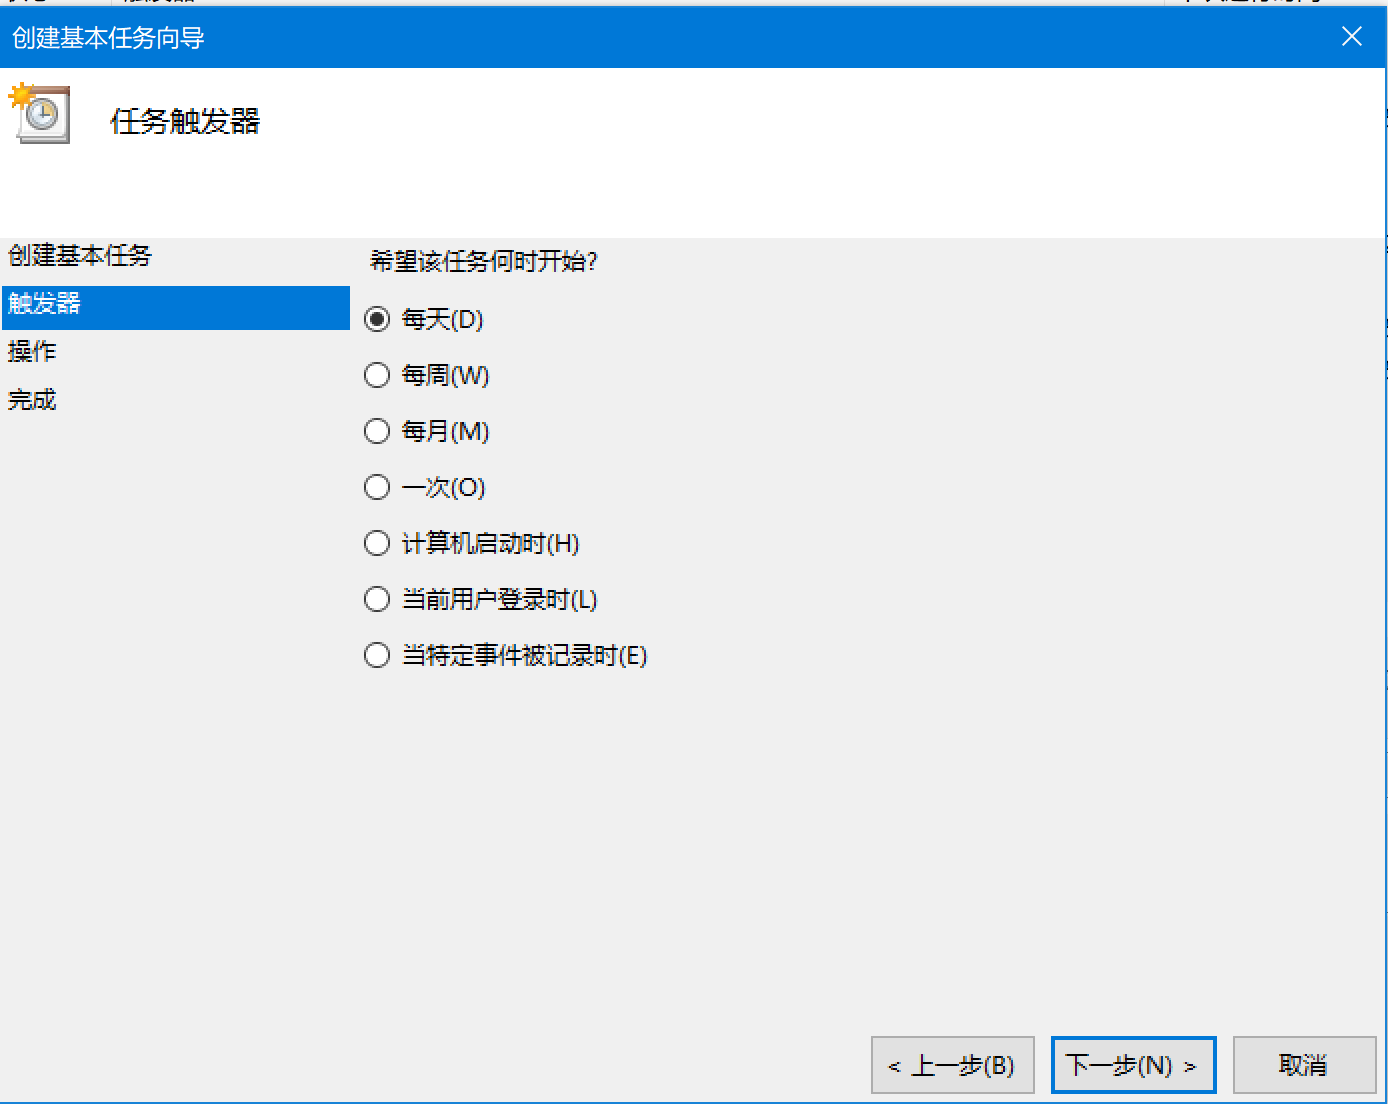 创建基本任务向导
任务触发器
创建基本任务
触发器
操作
完成
希望该任务何时开始?
每天(D)
每周(W)
每月(M)
一次(O)
计算机启动时(H)
当前用户登录时(L)
当特定事件被记录时(E)
< 上一步(B)
下一步(N) >
取消